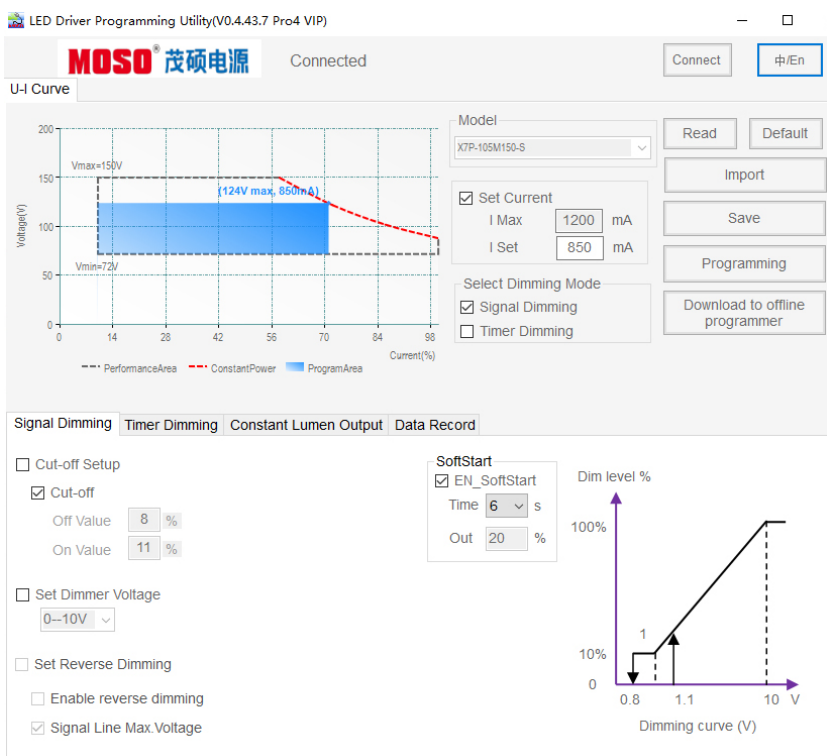 LED Driver Programming Utility(V0.4.43.7 Pro4 VIP)
MOSO® 茂硕电源
Connected
Connect
中/En
U-I Curve
200
150
100
50
0
Voltage(V)
Vmax=150V
(124V max, 850mA)
Vmin=72V
0 14 28 42 56 70 84 98
Current(%)
PerformanceArea ConstantPower ProgramArea
Model
X7P-105M150-S
Set Current
I Max 1200 mA
I Set 850 mA
Select Dimming Mode
Signal Dimming
Timer Dimming
Read Default
Import
Save
Programming
Download to offline
programmer
Signal Dimming Timer Dimming Constant Lumen Output Data Record
Cut-off Setup
Cut-off
Off Value 8 %
On Value 11 %
Set Dimmer Voltage
0--10V
Set Reverse Dimming
Enable reverse dimming
Signal Line Max.Voltage
SoftStart
EN_SoftStart
Time 6 s
Out 20 %
Dim level %
100%
1
10%
0
0.8 1.1 10 V
Dimming curve (V)